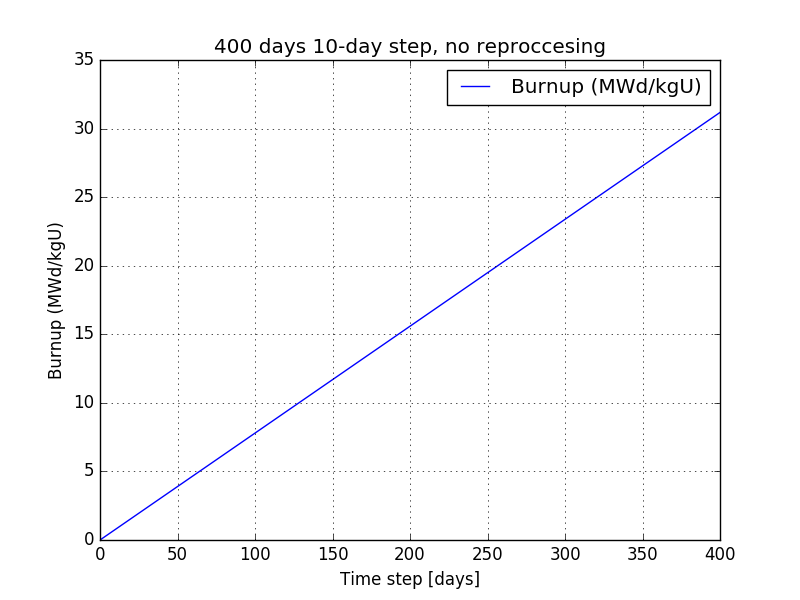 400 days 10-day step, no reproccesing
Burnup (MWd/kgU)
35
30
25
20
15
10
5
0
Burnup (MWd/kgU)
0 50 100 150 200 250 300 350 400
Time step [days]